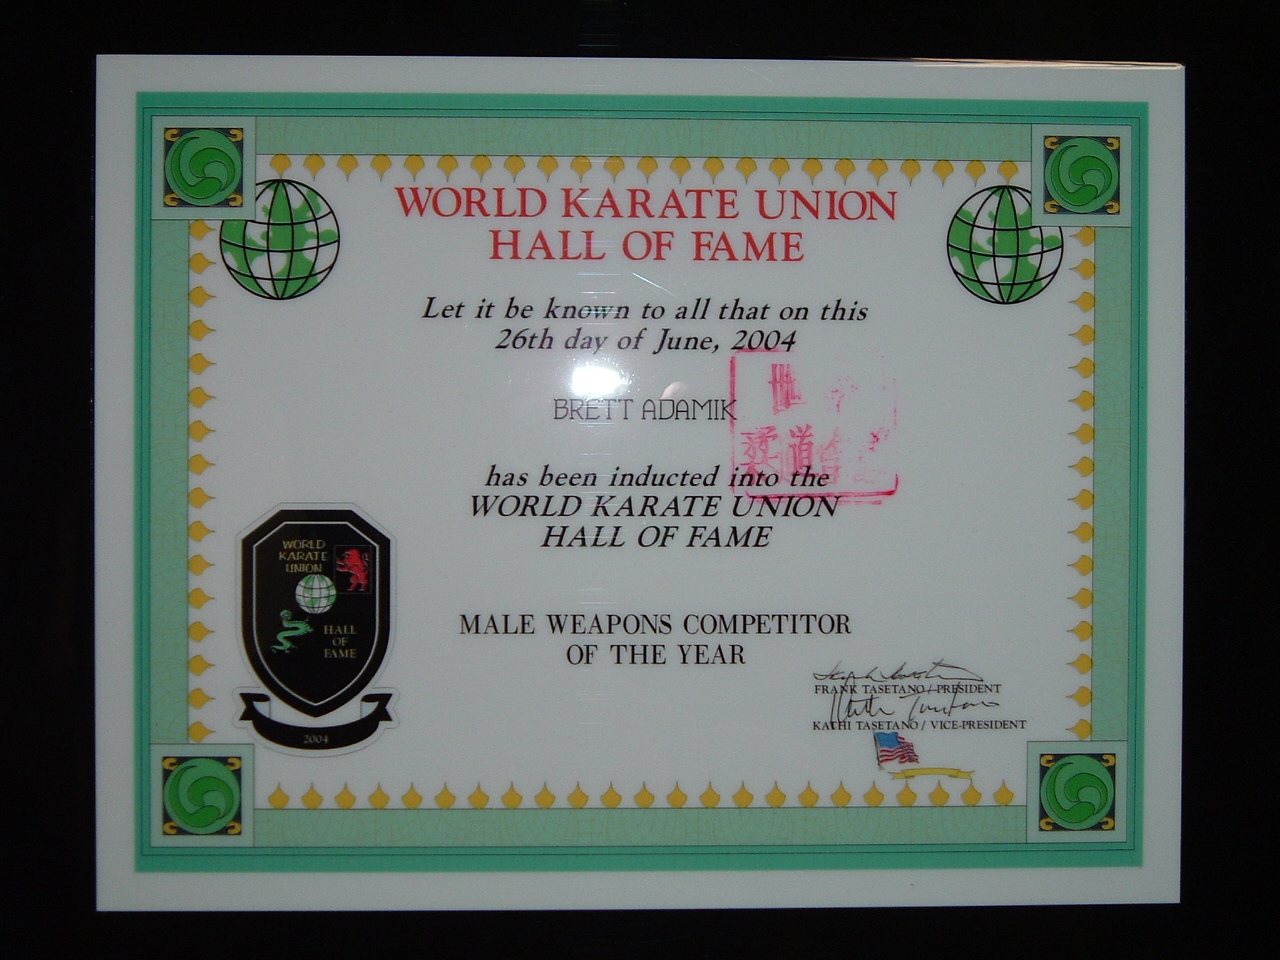 WORLD KARATE UNION
HALL OF FAME
Let it be known to all that on this
26th day of June, 2004
BRETT ADAMIK
柔道
has been inducted into the
WORLD KARATE UNION
HALL OF FAME
WORLD
KARATE
UNION
HALL
OF
FAME
2004
MALE WEAPONS COMPETITOR
OF THE YEAR
FRANK TASETANO / PRESIDENT
KATHI TASETANO / VICE-PRESIDENT